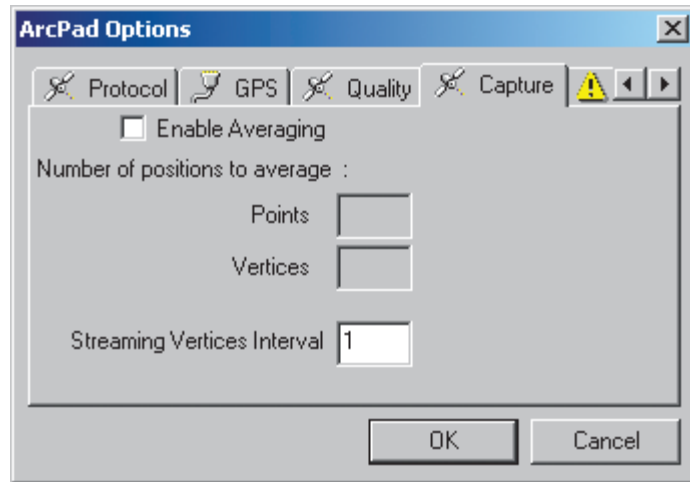 ArcPad Options
Protocol GPS Quality Capture
Enable Averaging
Number of positions to average :
Points
Vertices
Streaming Vertices Interval 1
OK Cancel